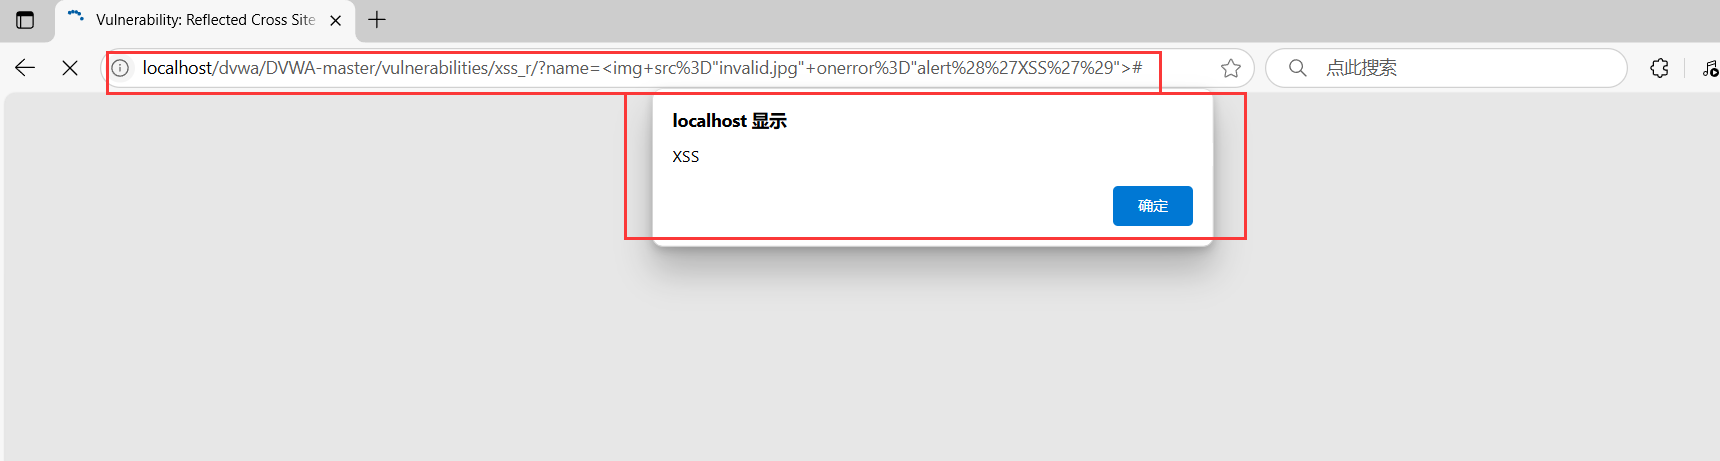 Vulnerability: Reflected Cross Site
localhost/dvwa/DVWA-master/vulnerabilities/xss_r/?name=<img+src%3D"invalid.jpg"+onerror%3D"alert%28%27XSS%27%29">#
点此搜索
localhost 显示
XSS
确定